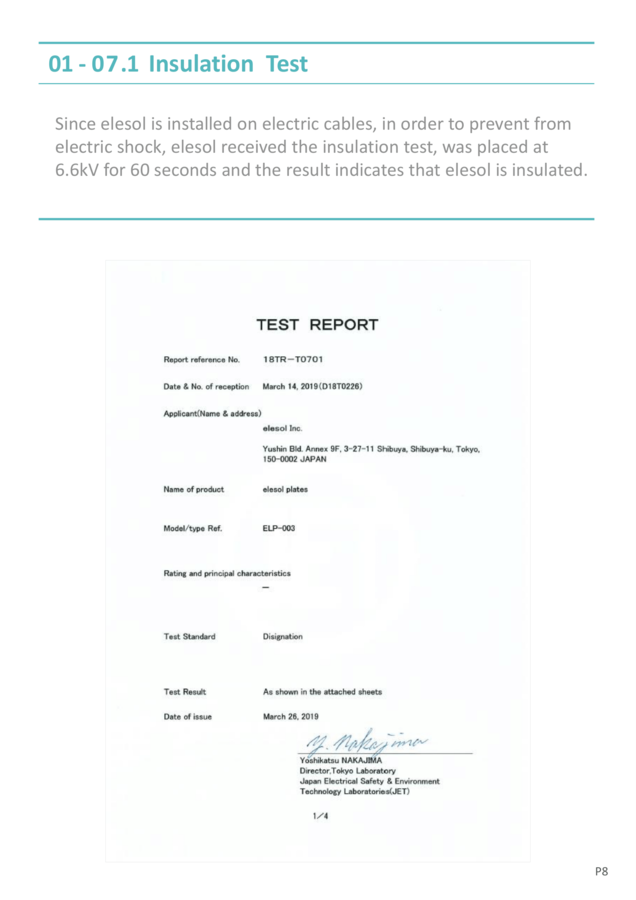 01 - 07.1 Insulation Test
Since elesol is installed on electric cables, in order to prevent from
electric shock, elesol received the insulation test, was placed at
6.6kV for 60 seconds and the result indicates that elesol is insulated.
TEST REPORT
Report reference No. 18TR-T0701
Date & No. of reception March 14, 2019(D18T0226)
Applicant(Name & address)
elesol Inc.
Yushin Bld. Annex 9F, 3-27-11 Shibuya, Shibuya-ku, Tokyo,
150-0002 JAPAN
Name of product elesol plates
Model/type Ref. ELP-003
Rating and principal characteristics
—
Test Standard Disignation
Test Result As shown in the attached sheets
Date of issue March 26, 2019
Y. Nakajima
Yoshikatsu NAKAJIMA
Director,Tokyo Laboratory
Japan Electrical Safety & Environment
Technology Laboratories(JET)
1/4
P8